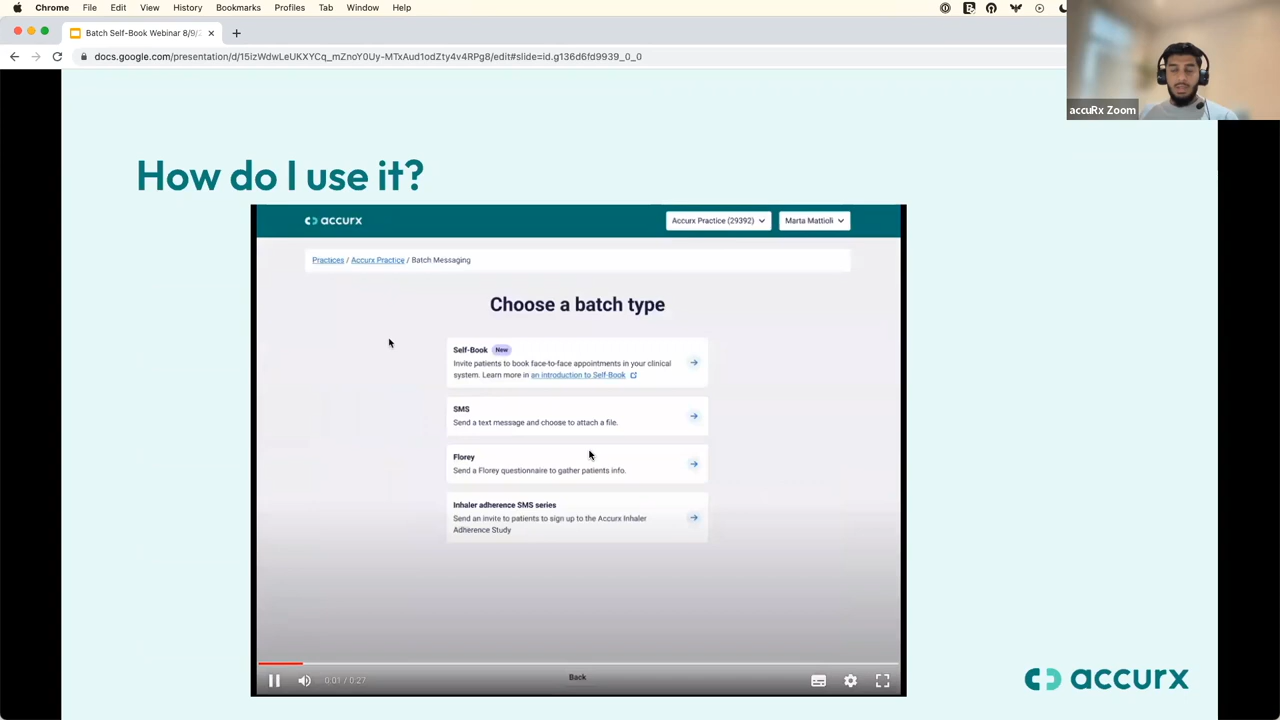 Chrome File Edit View History Bookmarks Profiles Tab Window Help
Batch Self-Book Webinar 8/9/
docs.google.com/presentation/d/15izWdwLeUKXYCq_mZnoY0Uy-MTxAud1odZty4v4RPg8/edit#slide=id.g136d6fd9939_0_0
accuRx Zoom
How do I use it?
accurx
Accurx Practice (29392)
Marta Mattioli
Practices / Accurx Practice / Batch Messaging
Choose a batch type
Self-Book New
Invite patients to book face-to-face appointments in your clinical
system. Learn more in an introduction to Self-Book
SMS
Send a text message and choose to attach a file.
Florey
Send a Florey questionnaire to gather patients info.
Inhaler adherence SMS series
Send an invite to patients to sign up to the Accurx Inhaler
Adherence Study
0:01 / 0:27
Back
accurx